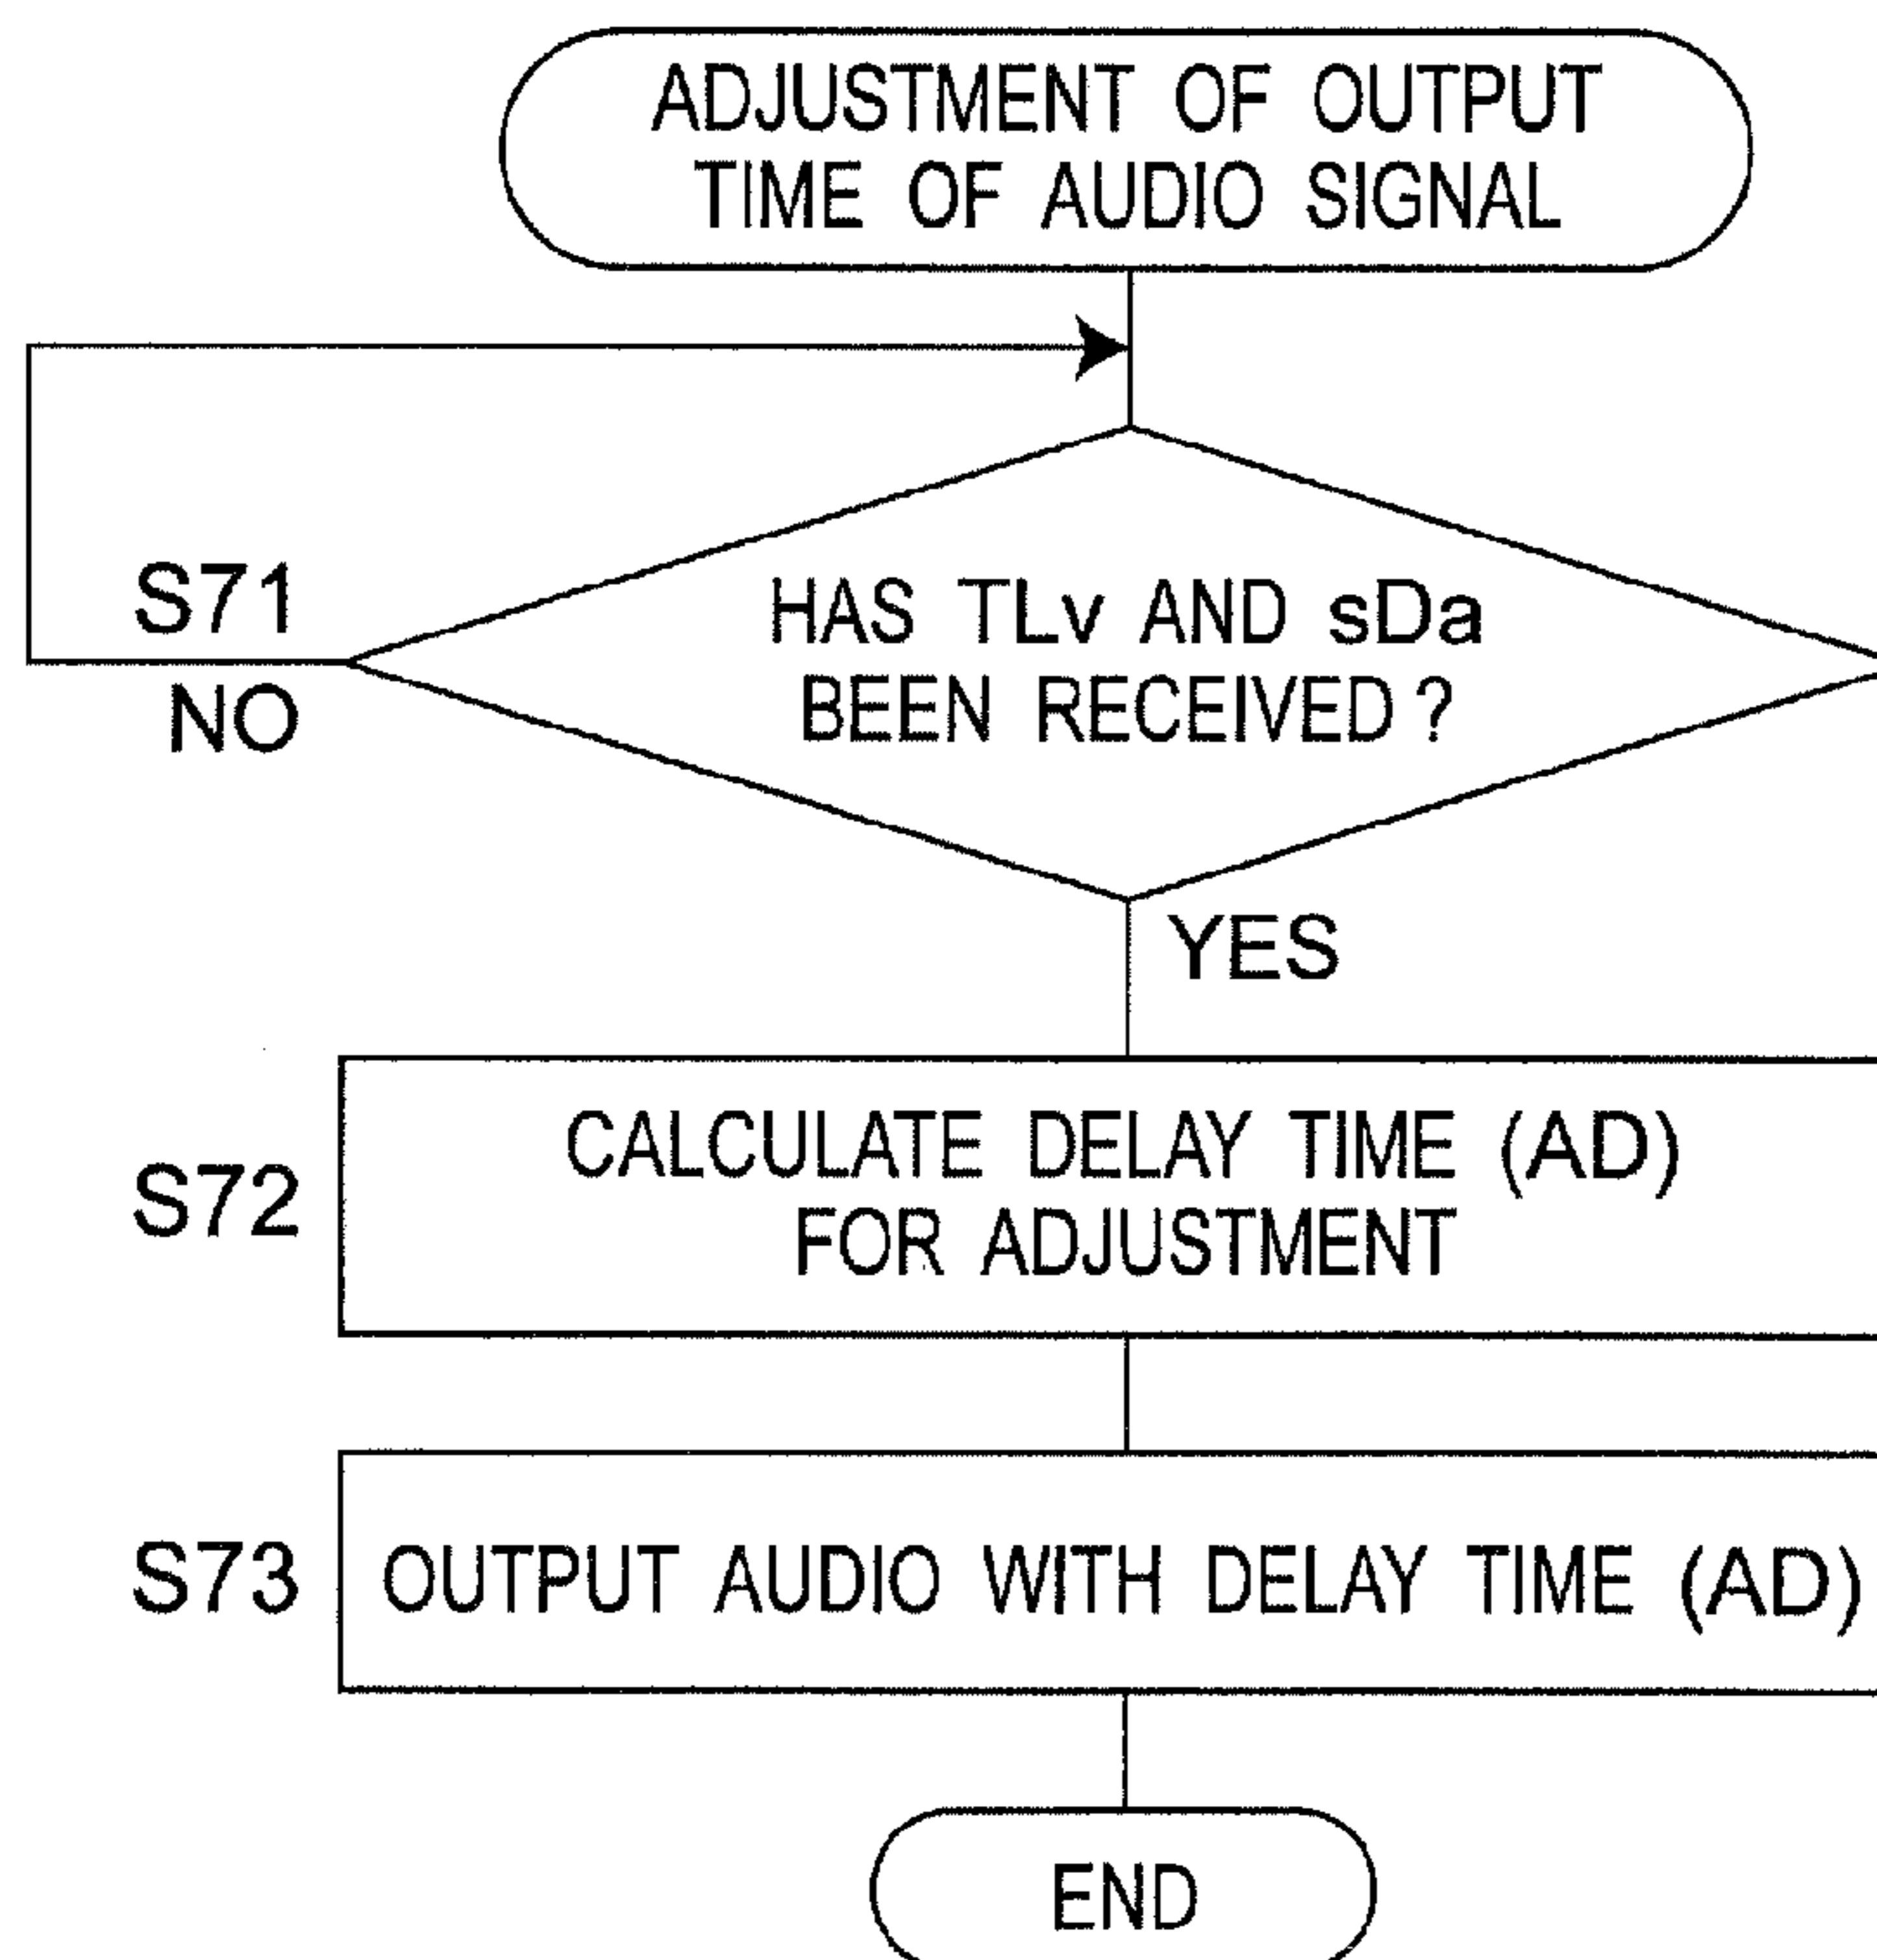 ADJUSTMENT OF OUTPUT
TIME OF AUDIO SIGNAL
S71
HAS TLv AND sDa
BEEN RECEIVED?
NO
YES
S72
CALCULATE DELAY TIME (AD)
FOR ADJUSTMENT
S73
OUTPUT AUDIO WITH DELAY TIME (AD)
END